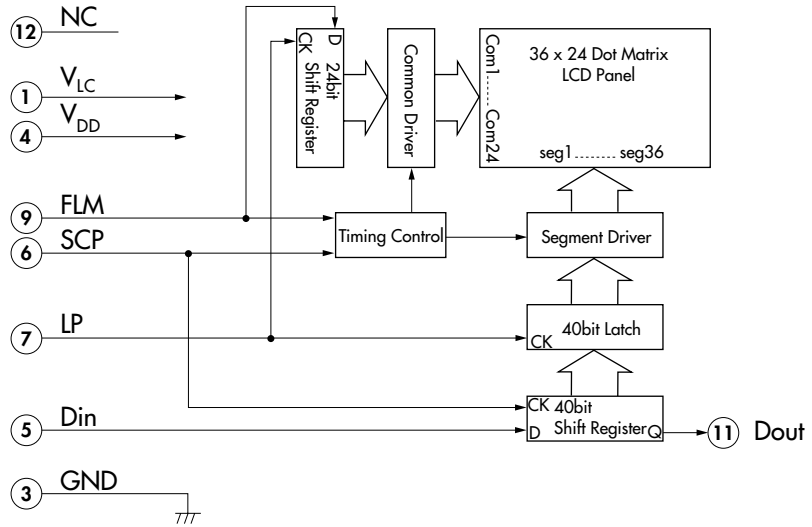 12 NC
1 VLC
4 VDD
9 FLM
6 SCP
7 LP
5 Din
3 GND
D
CK
24bit
Shift Register
Common Driver
Com1 ...... Com24
36 x 24 Dot Matrix
LCD Panel
seg1 ........ seg36
Timing Control
Segment Driver
40bit Latch
CK
CK 40bit
Shift Register
D
Q
11 Dout